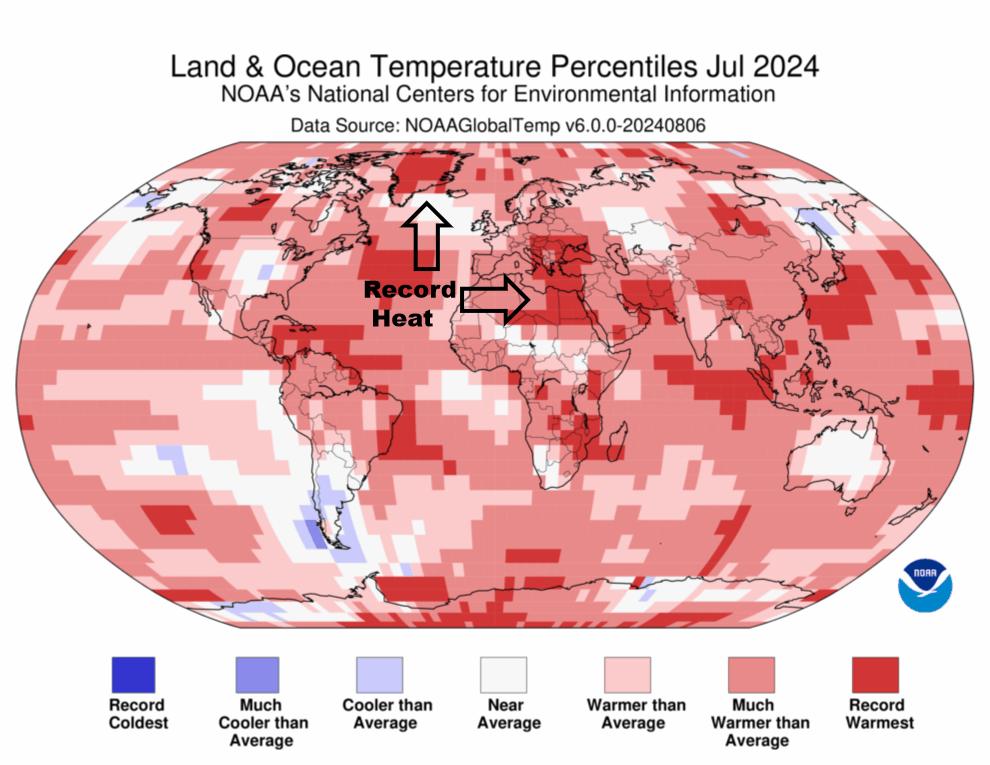 Land & Ocean Temperature Percentiles Jul 2024
NOAA's National Centers for Environmental Information
Data Source: NOAAGlobalTemp v6.0.0-20240806
Record
Heat
NOAA
Record
Coldest
Much
Cooler than
Average
Cooler than
Average
Near
Average
Warmer than
Average
Much
Warmer than
Average
Record
Warmest